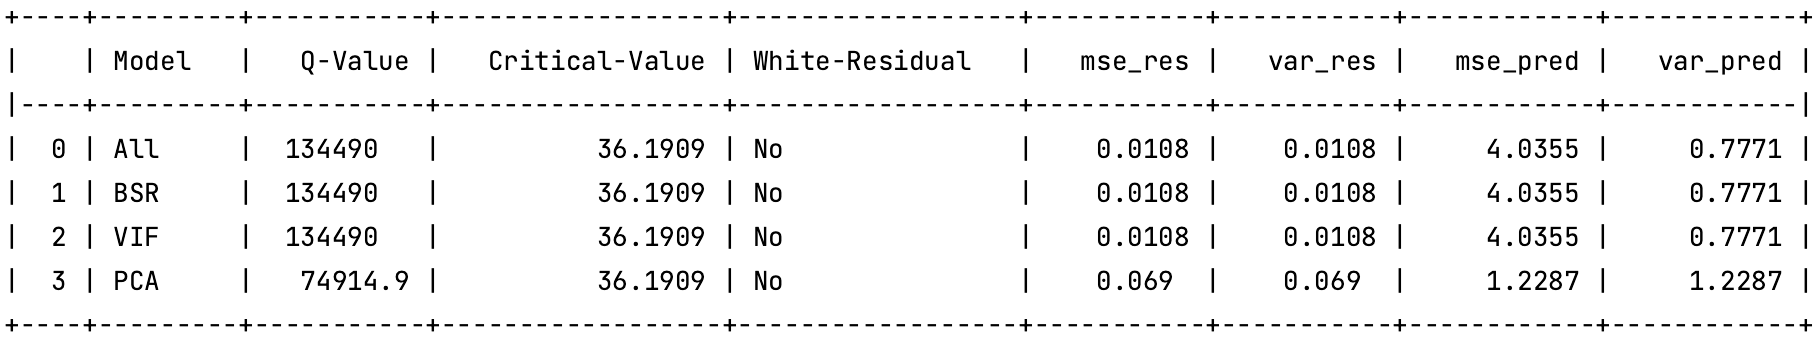 +----+---------+-----------+------------------+------------------+----------+----------+-----------+-----------+
|    | Model   |   Q-Value |   Critical-Value | White-Residual   |   mse_res |   var_res |   mse_pred |   var_pred |
|----+---------+-----------+------------------+------------------+-----------+-----------+------------+------------|
|  0 | All     |  134490   |          36.1909 | No               |    0.0108 |    0.0108 |     4.0355 |     0.7771 |
|  1 | BSR     |  134490   |          36.1909 | No               |    0.0108 |    0.0108 |     4.0355 |     0.7771 |
|  2 | VIF     |  134490   |          36.1909 | No               |    0.0108 |    0.0108 |     4.0355 |     0.7771 |
|  3 | PCA     |   74914.9 |          36.1909 | No               |    0.069  |    0.069  |     1.2287 |     1.2287 |
+----+---------+-----------+------------------+------------------+-----------+-----------+------------+------------+